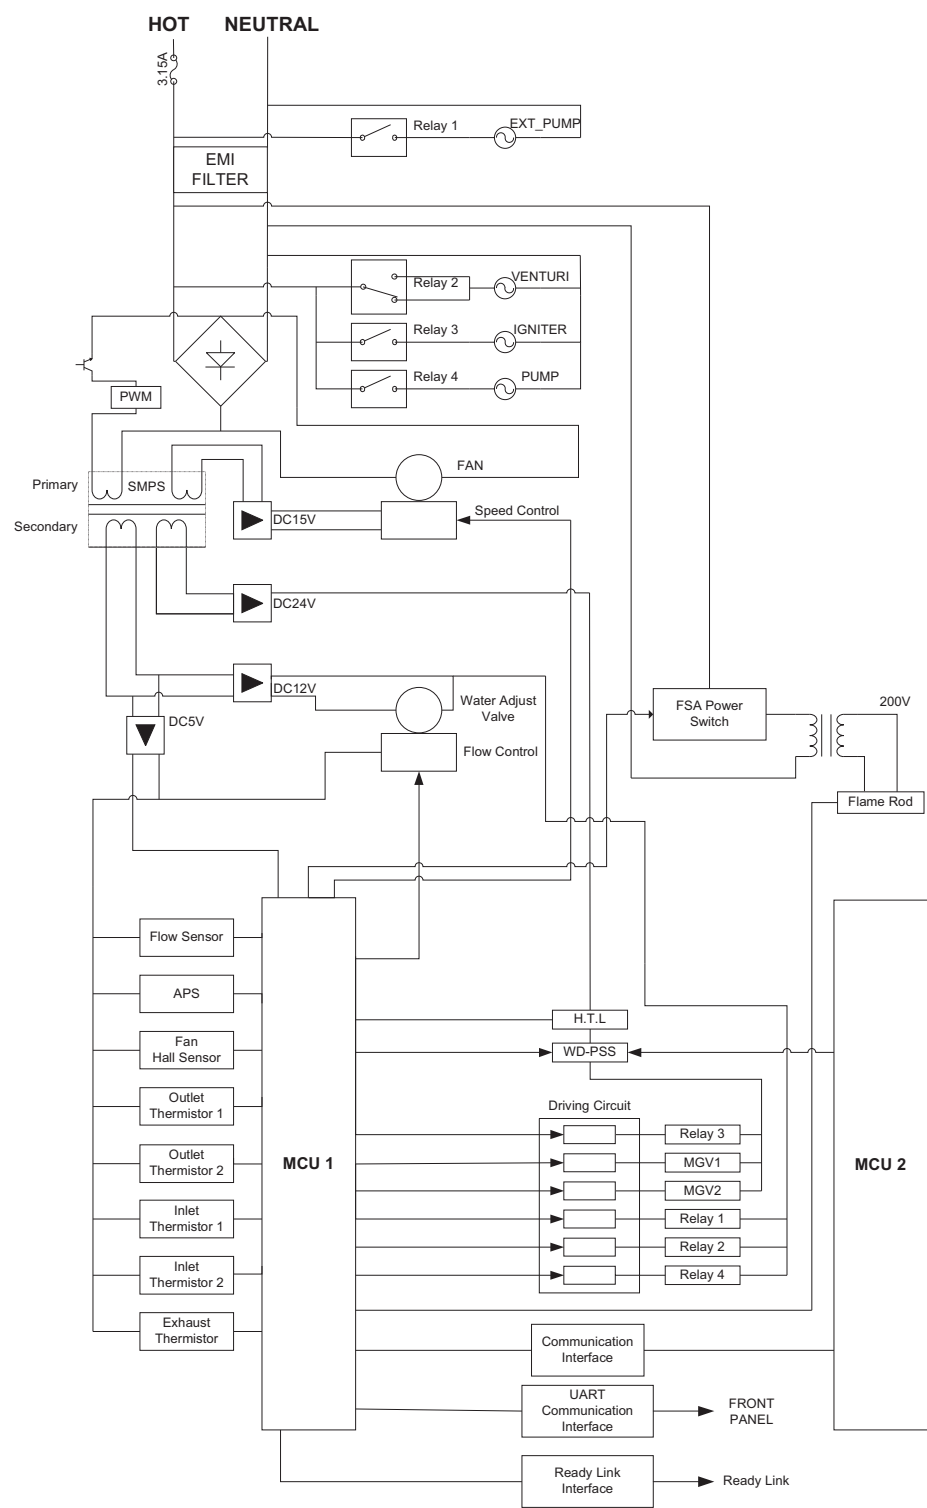 HOT
NEUTRAL
3.15A
Relay 1
EXT_PUMP
EMI
FILTER
Relay 2
VENTURI
Relay 3
IGNITER
Relay 4
PUMP
PWM
FAN
Primary
SMPS
Speed Control
Secondary
DC15V
DC24V
DC12V
Water Adjust
Valve
FSA Power
Switch
200V
DC5V
Flow Control
Flame Rod
Flow Sensor
APS
Fan
Hall Sensor
Outlet
Thermistor 1
Outlet
Thermistor 2
Inlet
Thermistor 1
Inlet
Thermistor 2
Exhaust
Thermistor
MCU 1
H.T.L
WD-PSS
Driving Circuit
Relay 3
MGV1
MGV2
Relay 1
Relay 2
Relay 4
MCU 2
Communication
Interface
UART
Communication
Interface
FRONT
PANEL
Ready Link
Interface
Ready Link